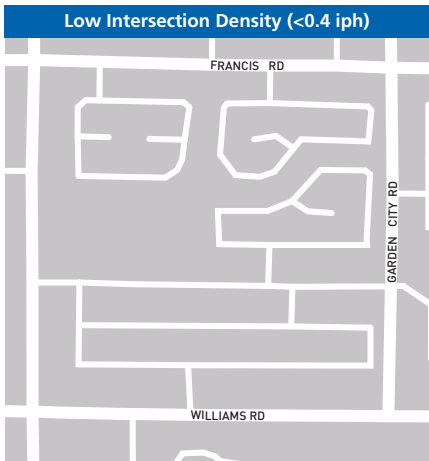 Low Intersection Density (<0.4 iph)
FRANCIS RD
GARDEN CITY RD
WILLIAMS RD